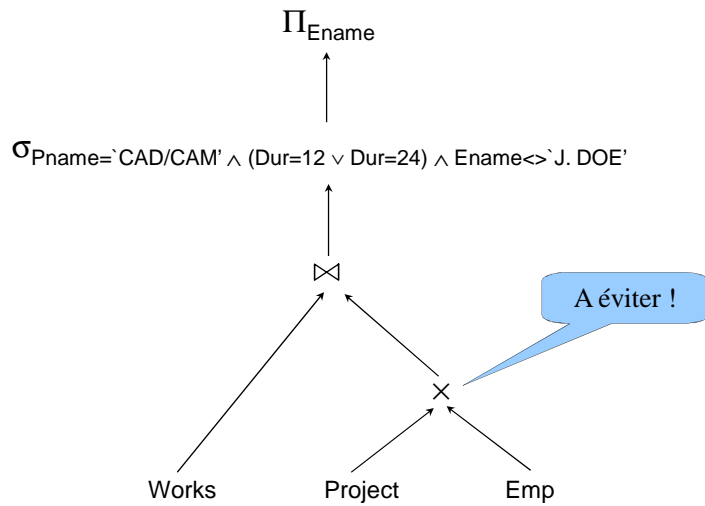 ΠEname
σPname=`CAD/CAM’ ∧ (Dur=12 ∨ Dur=24) ∧ Ename<>`J. DOE’
⋈
A éviter !
×
Works Project Emp